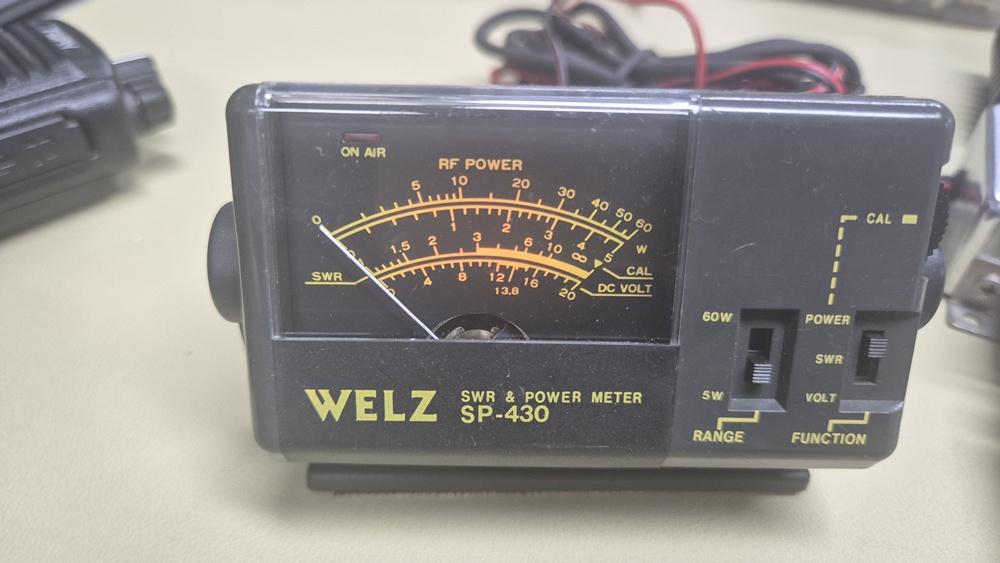 ON AIR
RF POWER
0 5 10 20 30 40 50 60
1 2 3 4 5 W
1.5 2 3 6 10 ∞
SWR CAL
0 4 8 12 16 20 DC VOLT
13.8
WELZ SWR & POWER METER
SP-430
CAL
60W
5W
RANGE
POWER
SWR
VOLT
FUNCTION